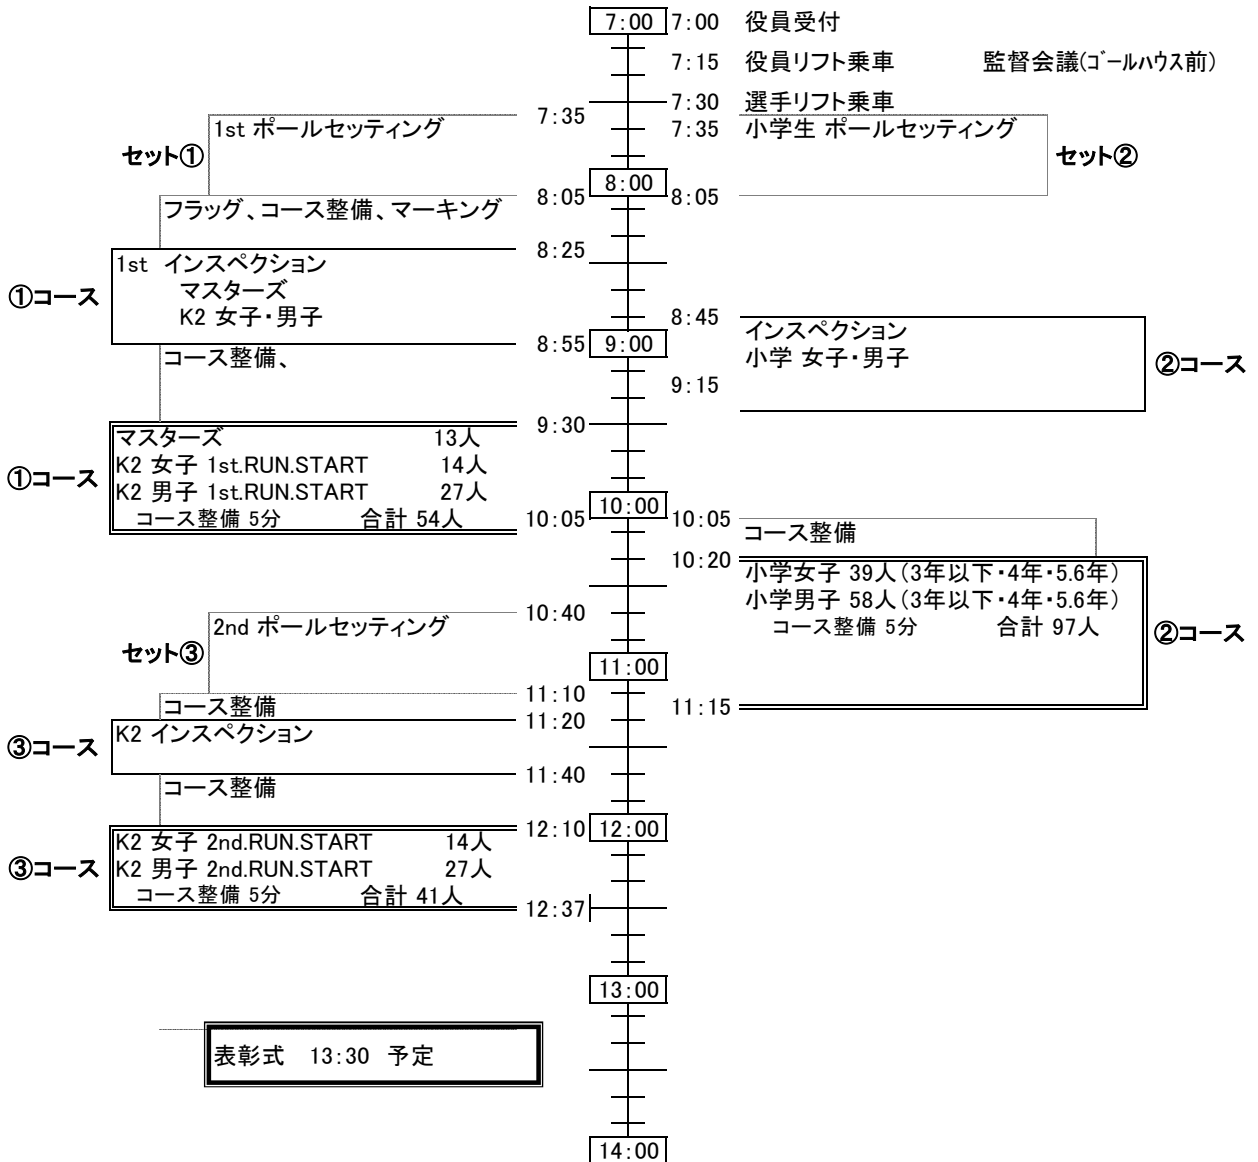 7:00 7:00 役員受付
7:15 役員リフト乗車 監督会議(ゴールハウス前)
7:30 選手リフト乗車
7:35 7:35 小学生 ポールセッティング
1st ポールセッティング
セット① セット②
8:00
8:05 8:05
フラッグ、コース整備、マーキング
8:25
1st インスペクション
①コース マスターズ
K2 女子・男子
8:45
インスペクション
8:55 9:00
コース整備、 小学 女子・男子 ②コース
9:15
9:30
マスターズ 13人
K2 女子 1st.RUN.START 14人
①コース
K2 男子 1st.RUN.START 27人
10:00
コース整備 5分 合計 54人 10:05 10:05
コース整備
10:20
小学女子 39人(3年以下・4年・5.6年)
小学男子 58人(3年以下・4年・5.6年)
10:40
2nd ポールセッティング コース整備 5分 合計 97人 ②コース
セット③
11:00
11:10
コース整備 11:15
11:20
K2 インスペクション
③コース
11:40
コース整備
12:10 12:00
K2 女子 2nd.RUN.START 14人
③コース K2 男子 2nd.RUN.START 27人
コース整備 5分 合計 41人
12:37
13:00
表彰式 13:30 予定
14:00